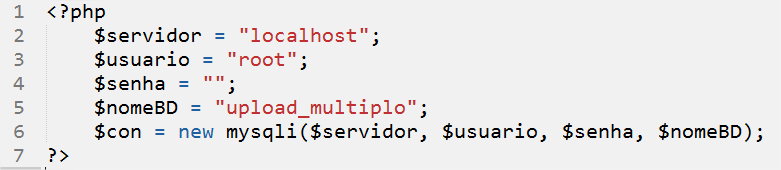 1 <?php
2     $servidor = "localhost";
3     $usuario = "root";
4     $senha = "";
5     $nomeBD = "upload_multiplo";
6     $con = new mysqli($servidor, $usuario, $senha, $nomeBD);
7 ?>